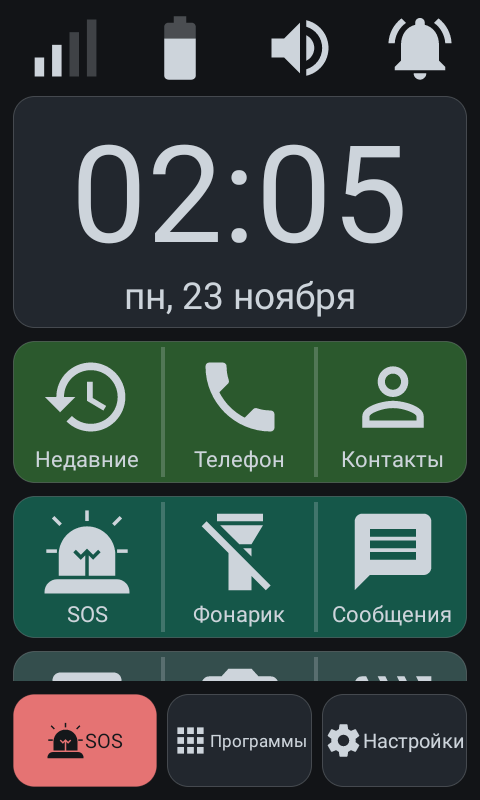 02:05
пн, 23 ноября
Недавние
Телефон
Контакты
SOS
Фонарик
Сообщения
SOS
Программы
Настройки